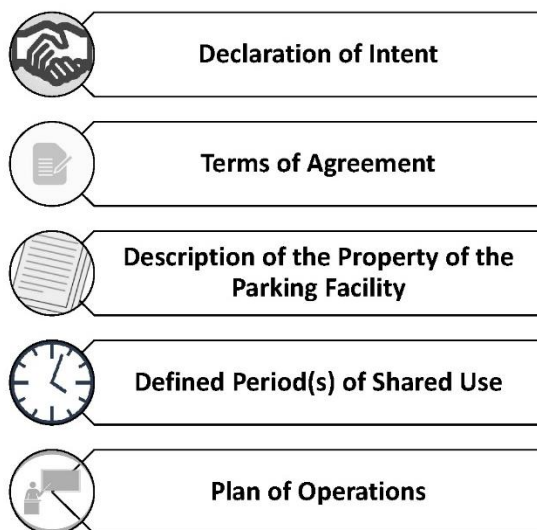 Declaration of Intent
Terms of Agreement
Description of the Property of the
Parking Facility
Defined Period(s) of Shared Use
Plan of Operations